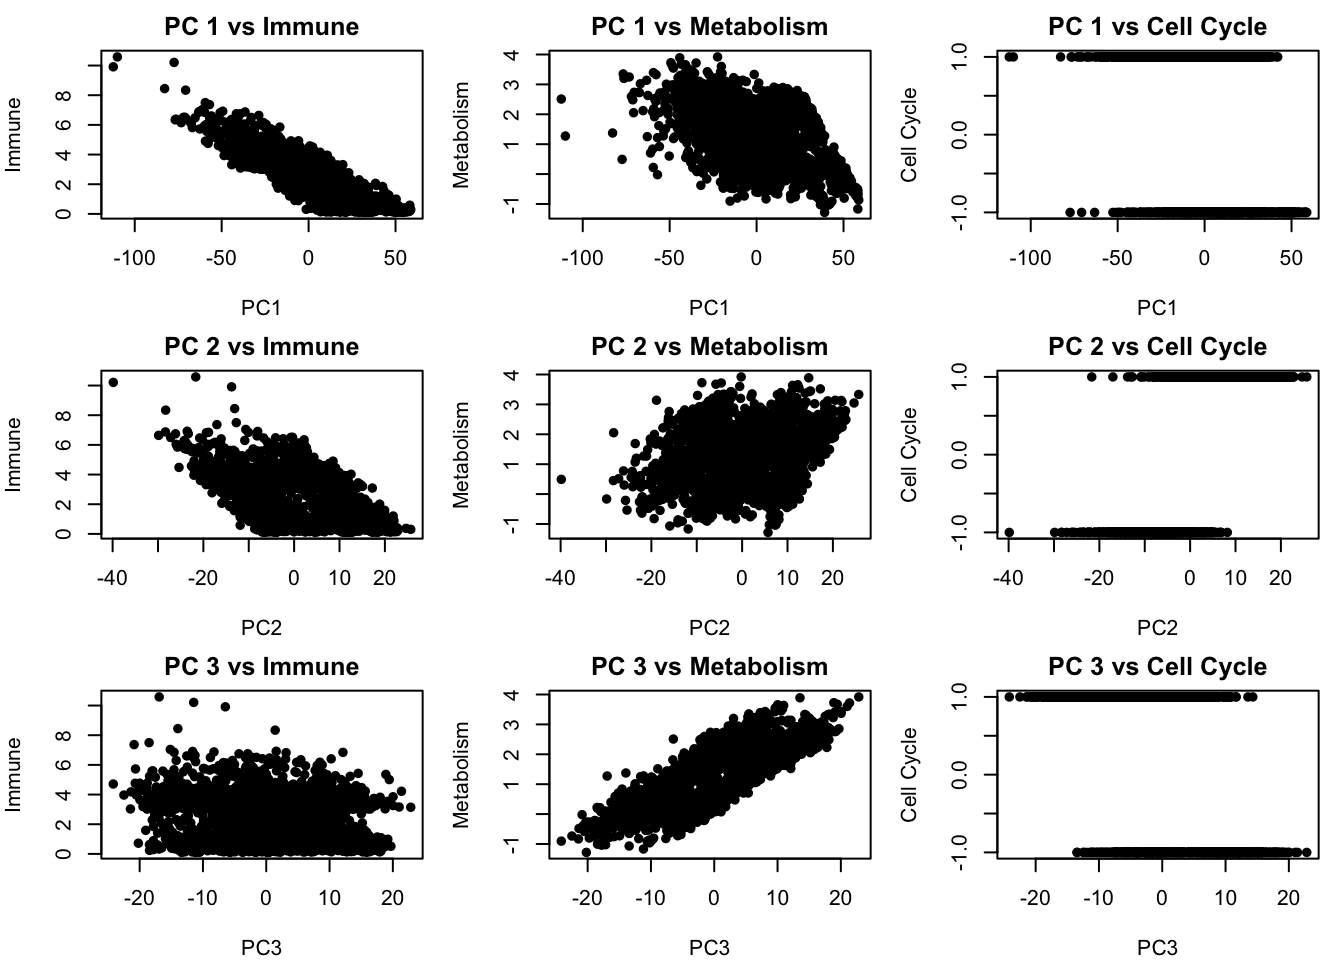 PC 1 vs Immune
Immune
0 2 4 6 8
-100 -50 0 50
PC1
PC 1 vs Metabolism
Metabolism
-1 1 2 3 4
-100 -50 0 50
PC1
PC 1 vs Cell Cycle
Cell Cycle
-1.0 0.0 1.0
-100 -50 0 50
PC1
PC 2 vs Immune
Immune
0 2 4 6 8
-40 -20 0 10 20
PC2
PC 2 vs Metabolism
Metabolism
-1 1 2 3 4
-40 -20 0 10 20
PC2
PC 2 vs Cell Cycle
Cell Cycle
-1.0 0.0 1.0
-40 -20 0 10 20
PC2
PC 3 vs Immune
Immune
0 2 4 6 8
-20 -10 0 10 20
PC3
PC 3 vs Metabolism
Metabolism
-1 1 2 3 4
-20 -10 0 10 20
PC3
PC 3 vs Cell Cycle
Cell Cycle
-1.0 0.0 1.0
-20 -10 0 10 20
PC3